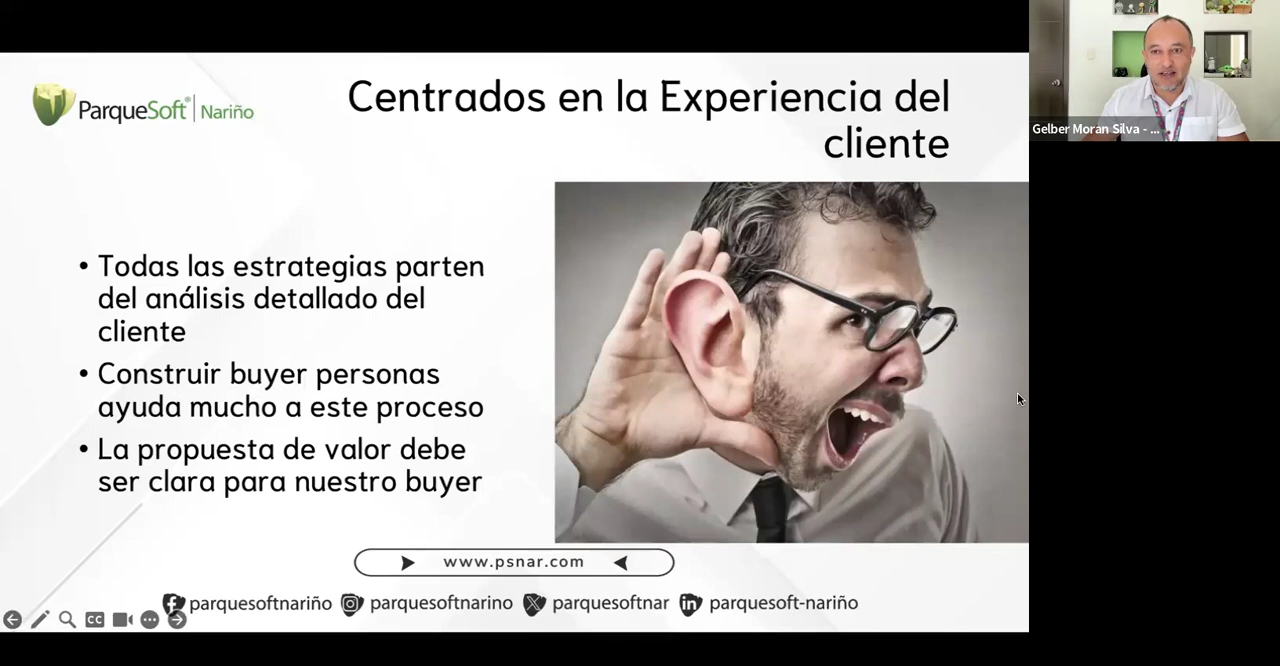 ParqueSoft® | Nariño
Centrados en la Experiencia del
cliente
• Todas las estrategias parten
del análisis detallado del
cliente
• Construir buyer personas
ayuda mucho a este proceso
• La propuesta de valor debe
ser clara para nuestro buyer
www.psnar.com
parquesoftnariño parquesoftnarino parquesoftnar parquesoft-nariño
CC
Gelber Moran Silva - ...